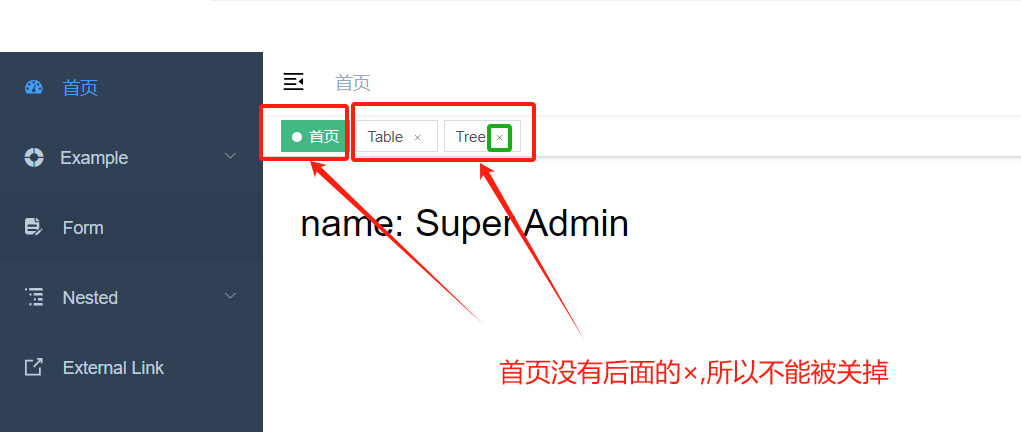 首页
首页
首页
Table ×
Tree ×
Example
Form
name: Super Admin
Nested
External Link
首页没有后面的×,所以不能被关掉